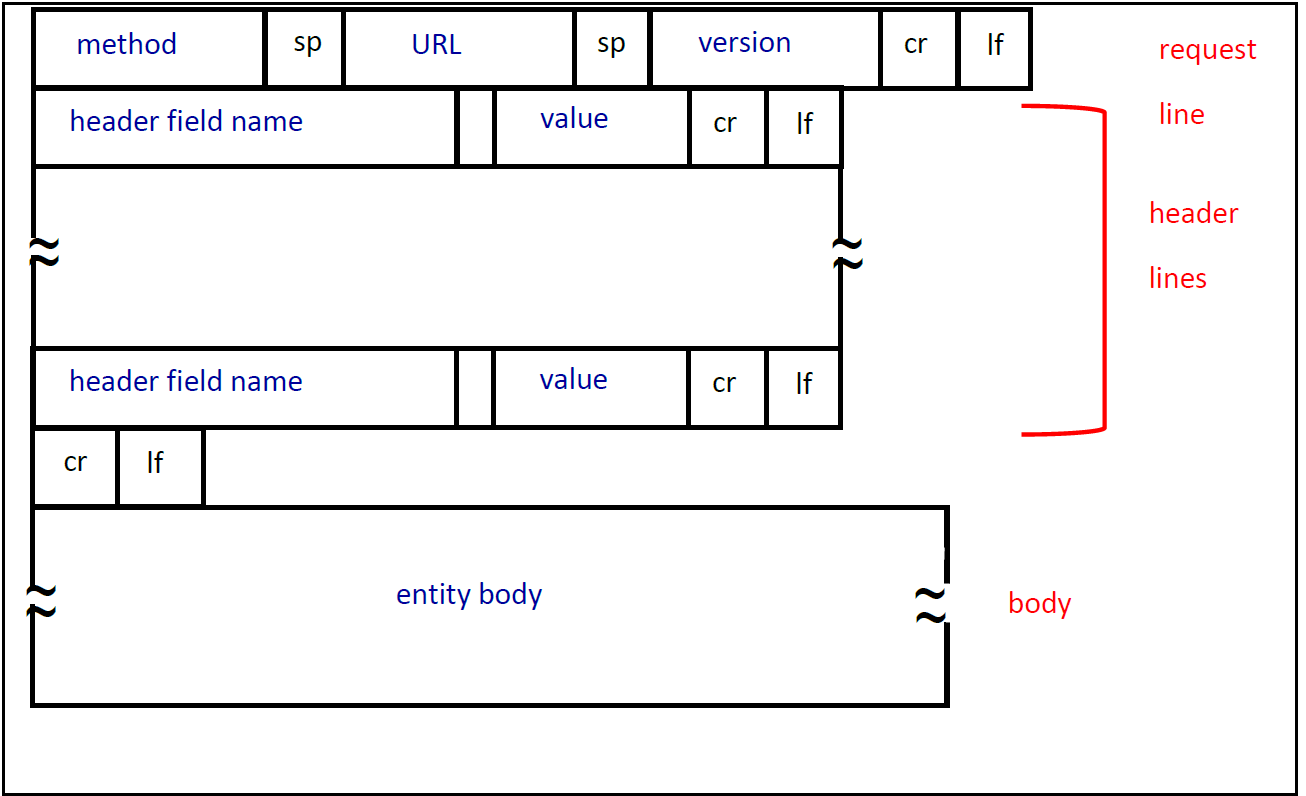 method sp URL sp version cr lf request
line
header field name value cr lf
header
lines
header field name value cr lf
cr lf
entity body body